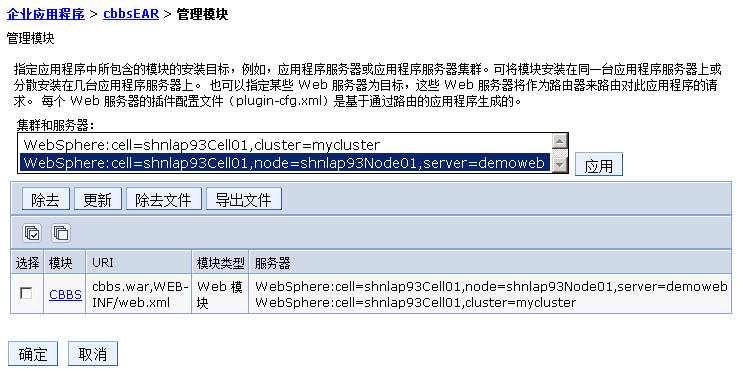 企业应用程序 > cbbsEAR > 管理模块
管理模块
指定应用程序中所包含的模块的安装目标，例如，应用程序服务器或应用程序服务器集群。可将模块安装在同一台应用程序服务器上或
分散安装在几台应用程序服务器上。 也可以指定某些 Web 服务器为目标，这些 Web 服务器将作为路由器来路由对此应用程序的请
求。 每个 Web 服务器的插件配置文件（plugin-cfg.xml）是基于通过路由的应用程序生成的。
集群和服务器：
WebSphere:cell=shnlap93Cell01,cluster=mycluster
WebSphere:cell=shnlap93Cell01,node=shnlap93Node01,server=demoweb 应用
除去 更新 除去文件 导出文件
选择 模块 URI 模块类型 服务器
CBBS cbbs.war,WEB-INF/web.xml Web 模块 WebSphere:cell=shnlap93Cell01,node=shnlap93Node01,server=demoweb
WebSphere:cell=shnlap93Cell01,cluster=mycluster
确定 取消